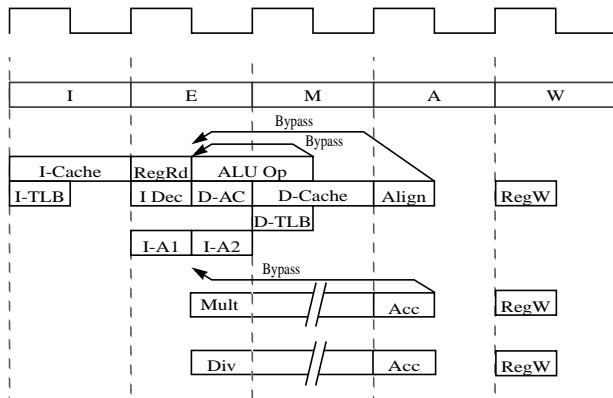 I E M A W
Bypass
Bypass
I-Cache RegRd ALU Op
I-TLB I Dec D-AC D-Cache Align RegW
D-TLB
I-A1 I-A2
Bypass
Mult Acc RegW
Div Acc RegW